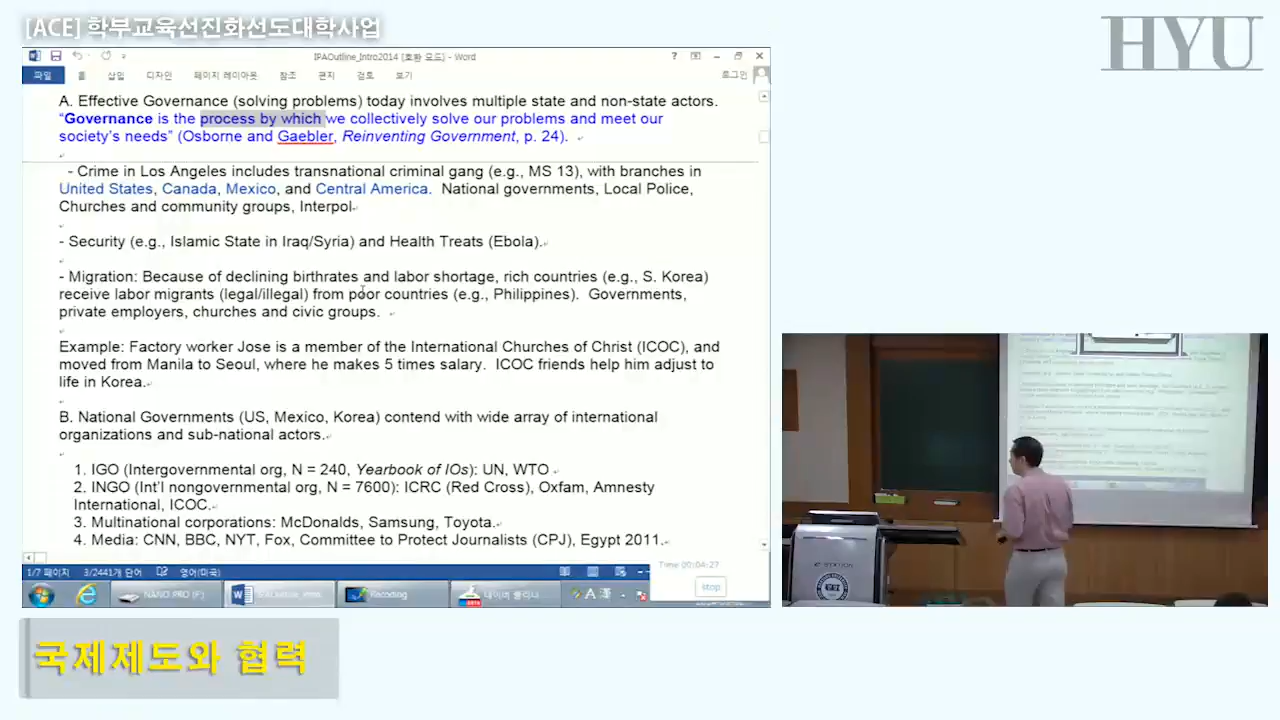 [ACE] 학부교육선진화선도대학사업
HYU
IPAOutline_Intro2014 [호환 모드] - Word
파일 홈 삽입 디자인 페이지 레이아웃 참조 편지 검토 보기 로그인
A. Effective Governance (solving problems) today involves multiple state and non-state actors.
“Governance is the process by which we collectively solve our problems and meet our
society’s needs” (Osborne and Gaebler, Reinventing Government, p. 24).
- Crime in Los Angeles includes transnational criminal gang (e.g., MS 13), with branches in
United States, Canada, Mexico, and Central America. National governments, Local Police,
Churches and community groups, Interpol
- Security (e.g., Islamic State in Iraq/Syria) and Health Treats (Ebola).
- Migration: Because of declining birthrates and labor shortage, rich countries (e.g., S. Korea)
receive labor migrants (legal/illegal) from poor countries (e.g., Philippines). Governments,
private employers, churches and civic groups.
Example: Factory worker Jose is a member of the International Churches of Christ (ICOC), and
moved from Manila to Seoul, where he makes 5 times salary. ICOC friends help him adjust to
life in Korea.
B. National Governments (US, Mexico, Korea) contend with wide array of international
organizations and sub-national actors.
1. IGO (Intergovernmental org, N = 240, Yearbook of IOs): UN, WTO
2. INGO (Int’l nongovernmental org, N = 7600): ICRC (Red Cross), Oxfam, Amnesty
International, ICOC.
3. Multinational corporations: McDonalds, Samsung, Toyota.
4. Media: CNN, BBC, NYT, Fox, Committee to Protect Journalists (CPJ), Egypt 2011.
1/7 페이지 3/2441개 단어 영어(미국)
Time 00:04:27
stop
NANO PRO (F:) Recoding A 漢
국제제도와 협력